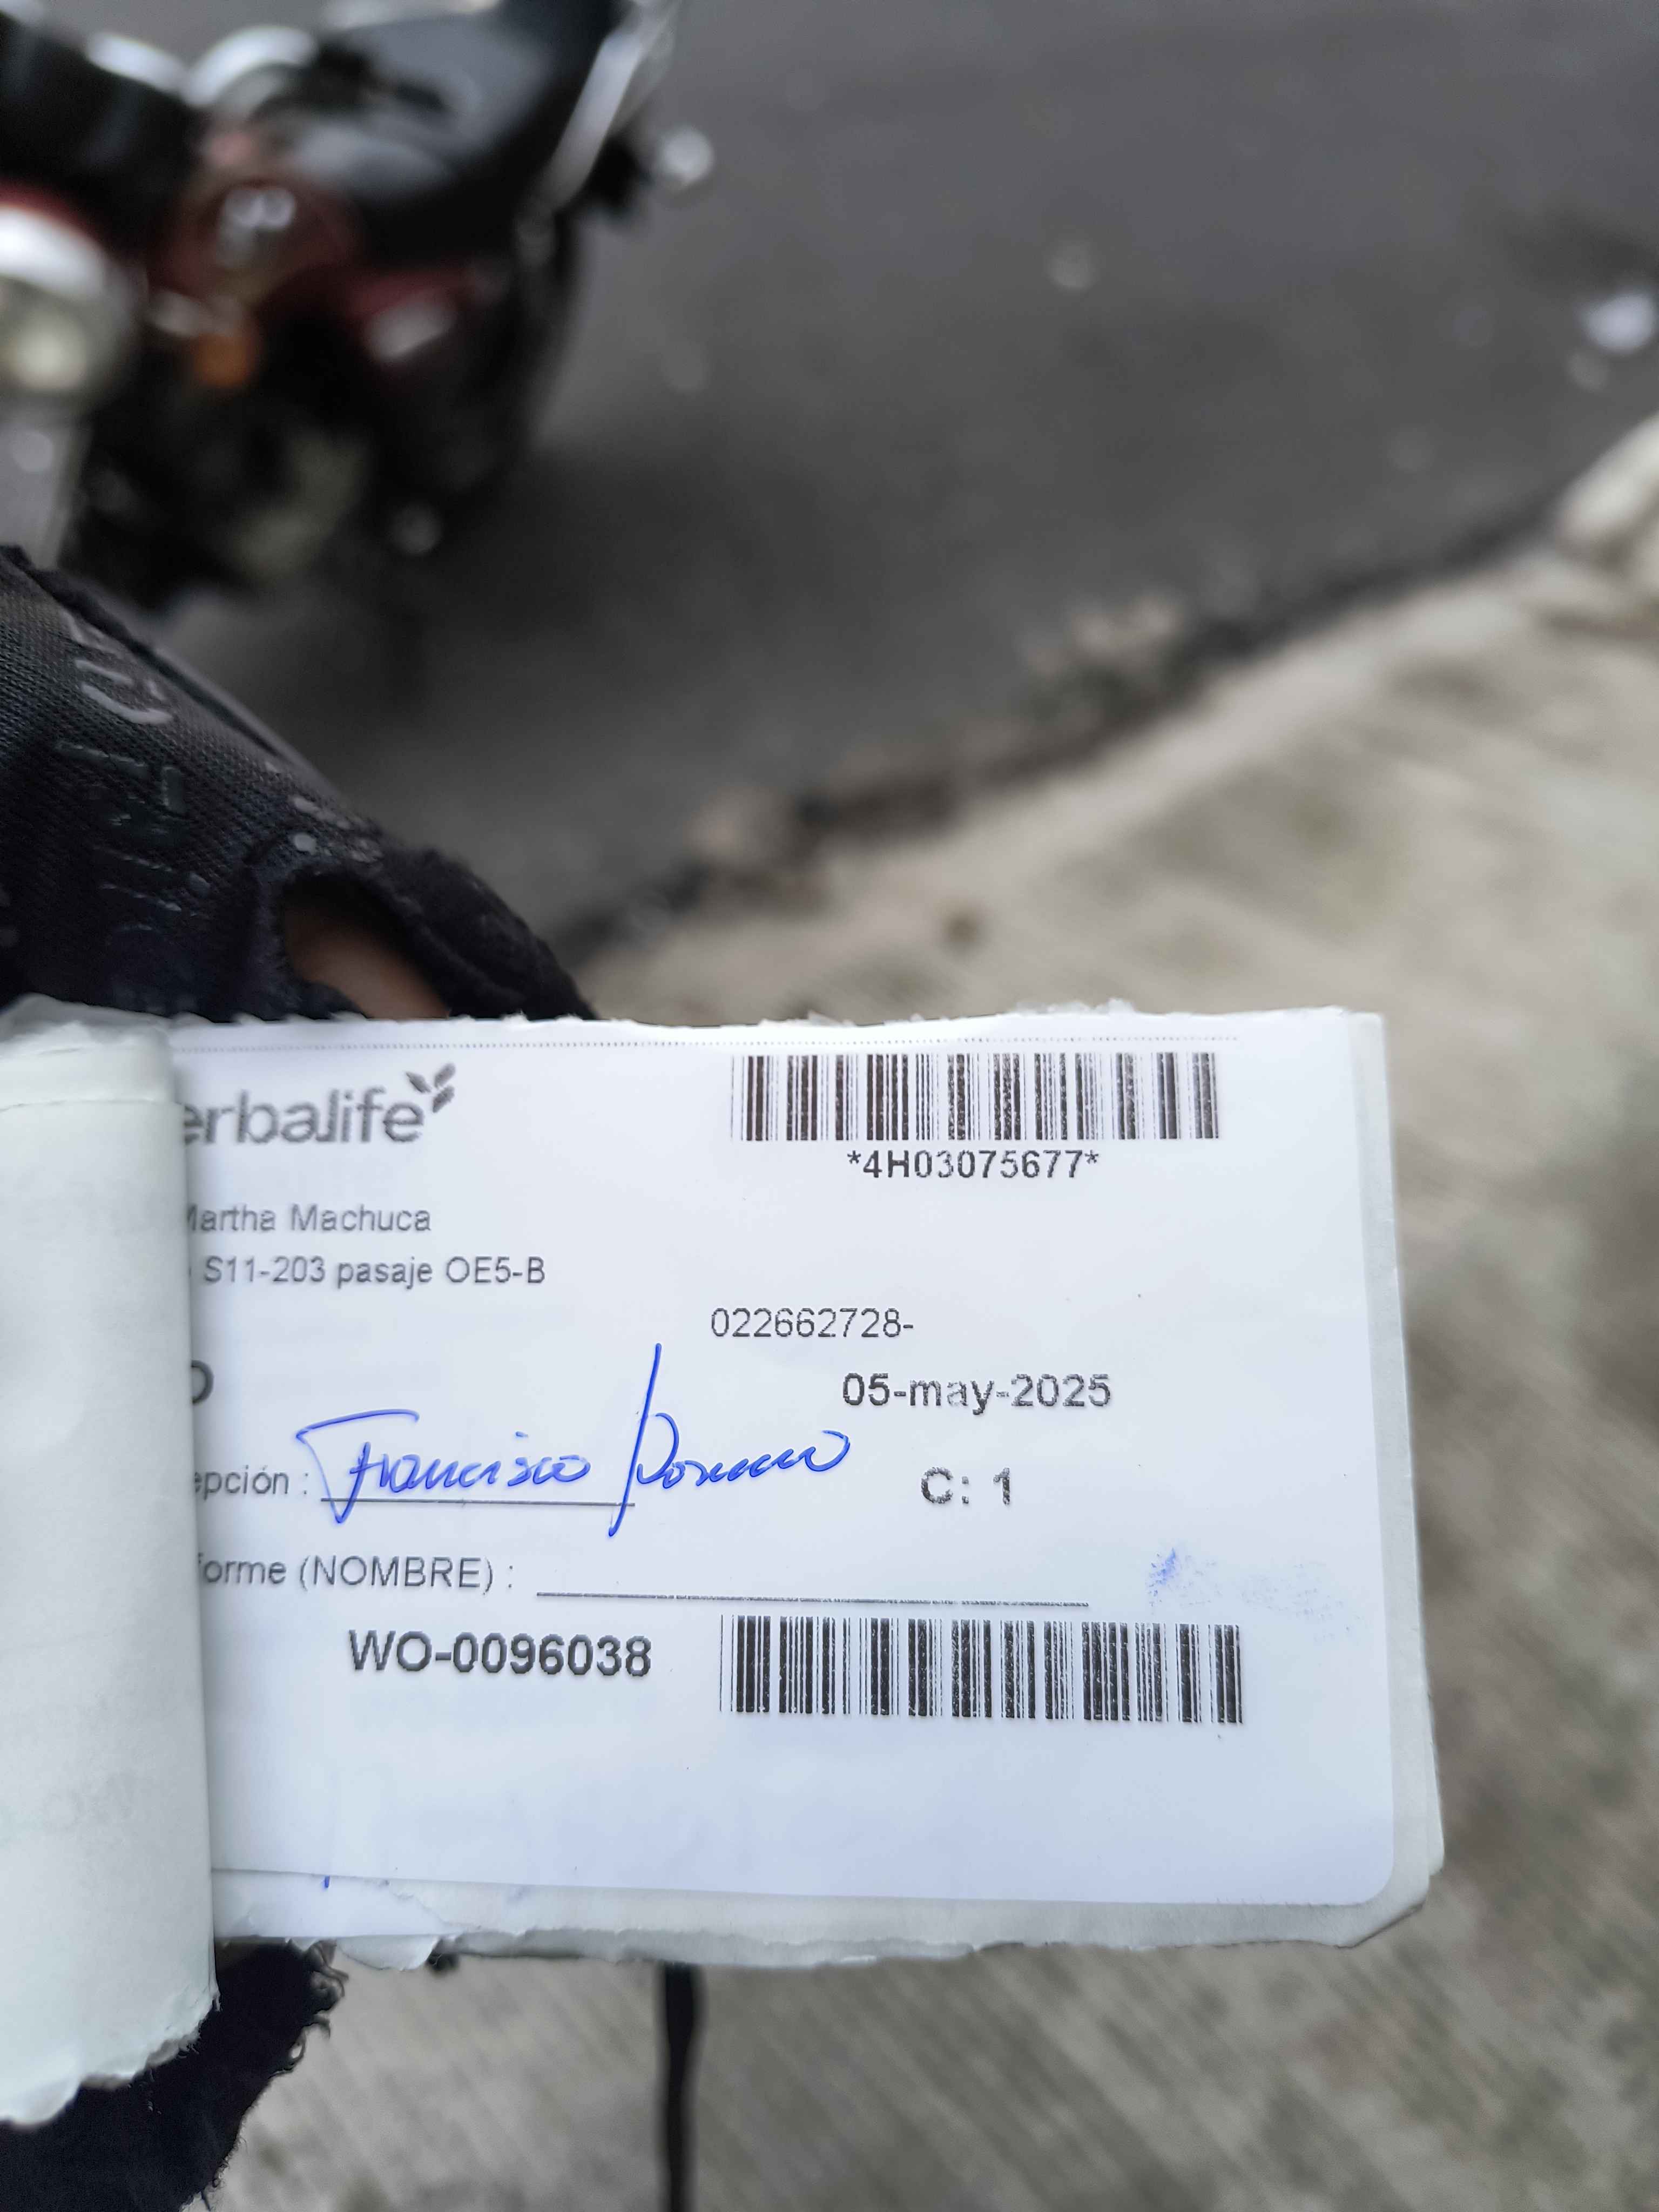 erbalife
*4H03075677*
Martha Machuca
S11-203 pasaje OE5-B
022662728-
O
05-may-2025
epción : Francisco
C: 1
forme (NOMBRE) :
WO-0096038